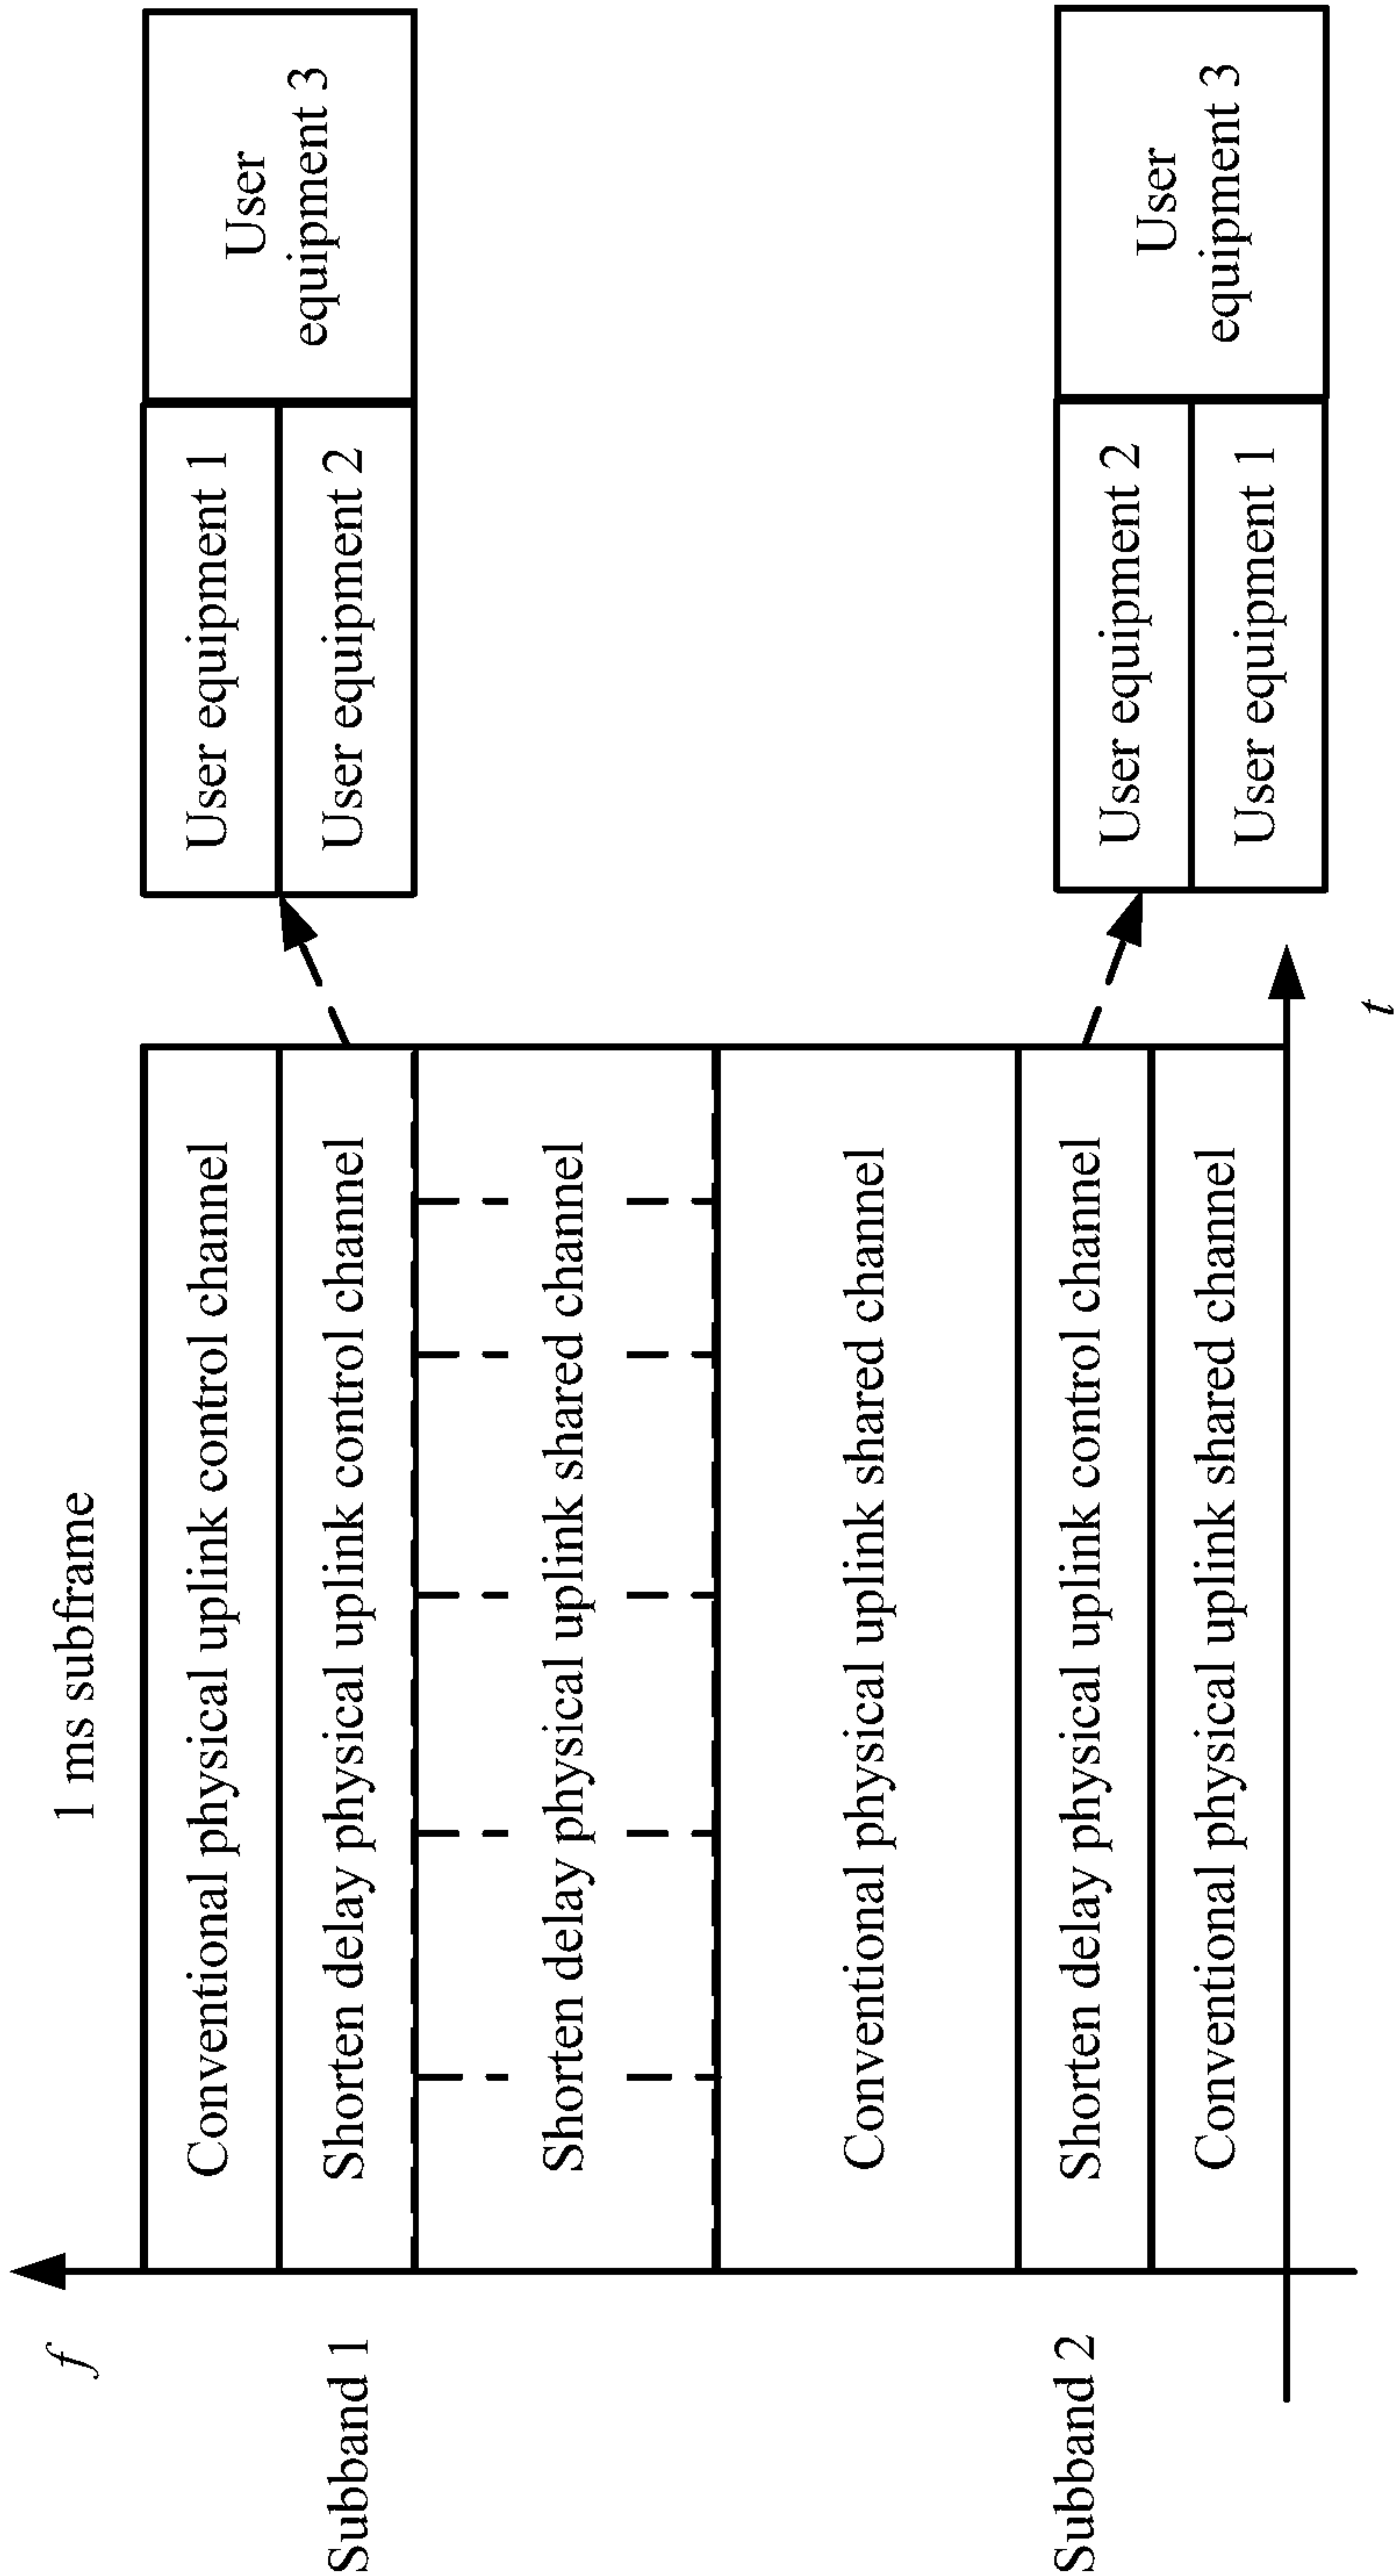 1 ms subframe
f
Conventional physical uplink control channel
Subband 1
Shorten delay physical uplink control channel
Shorten delay physical uplink shared channel
Conventional physical uplink shared channel
Subband 2
Shorten delay physical uplink control channel
Conventional physical uplink shared channel
t
User equipment 1
User equipment 2
User
equipment 3
User equipment 2
User equipment 1
User
equipment 3